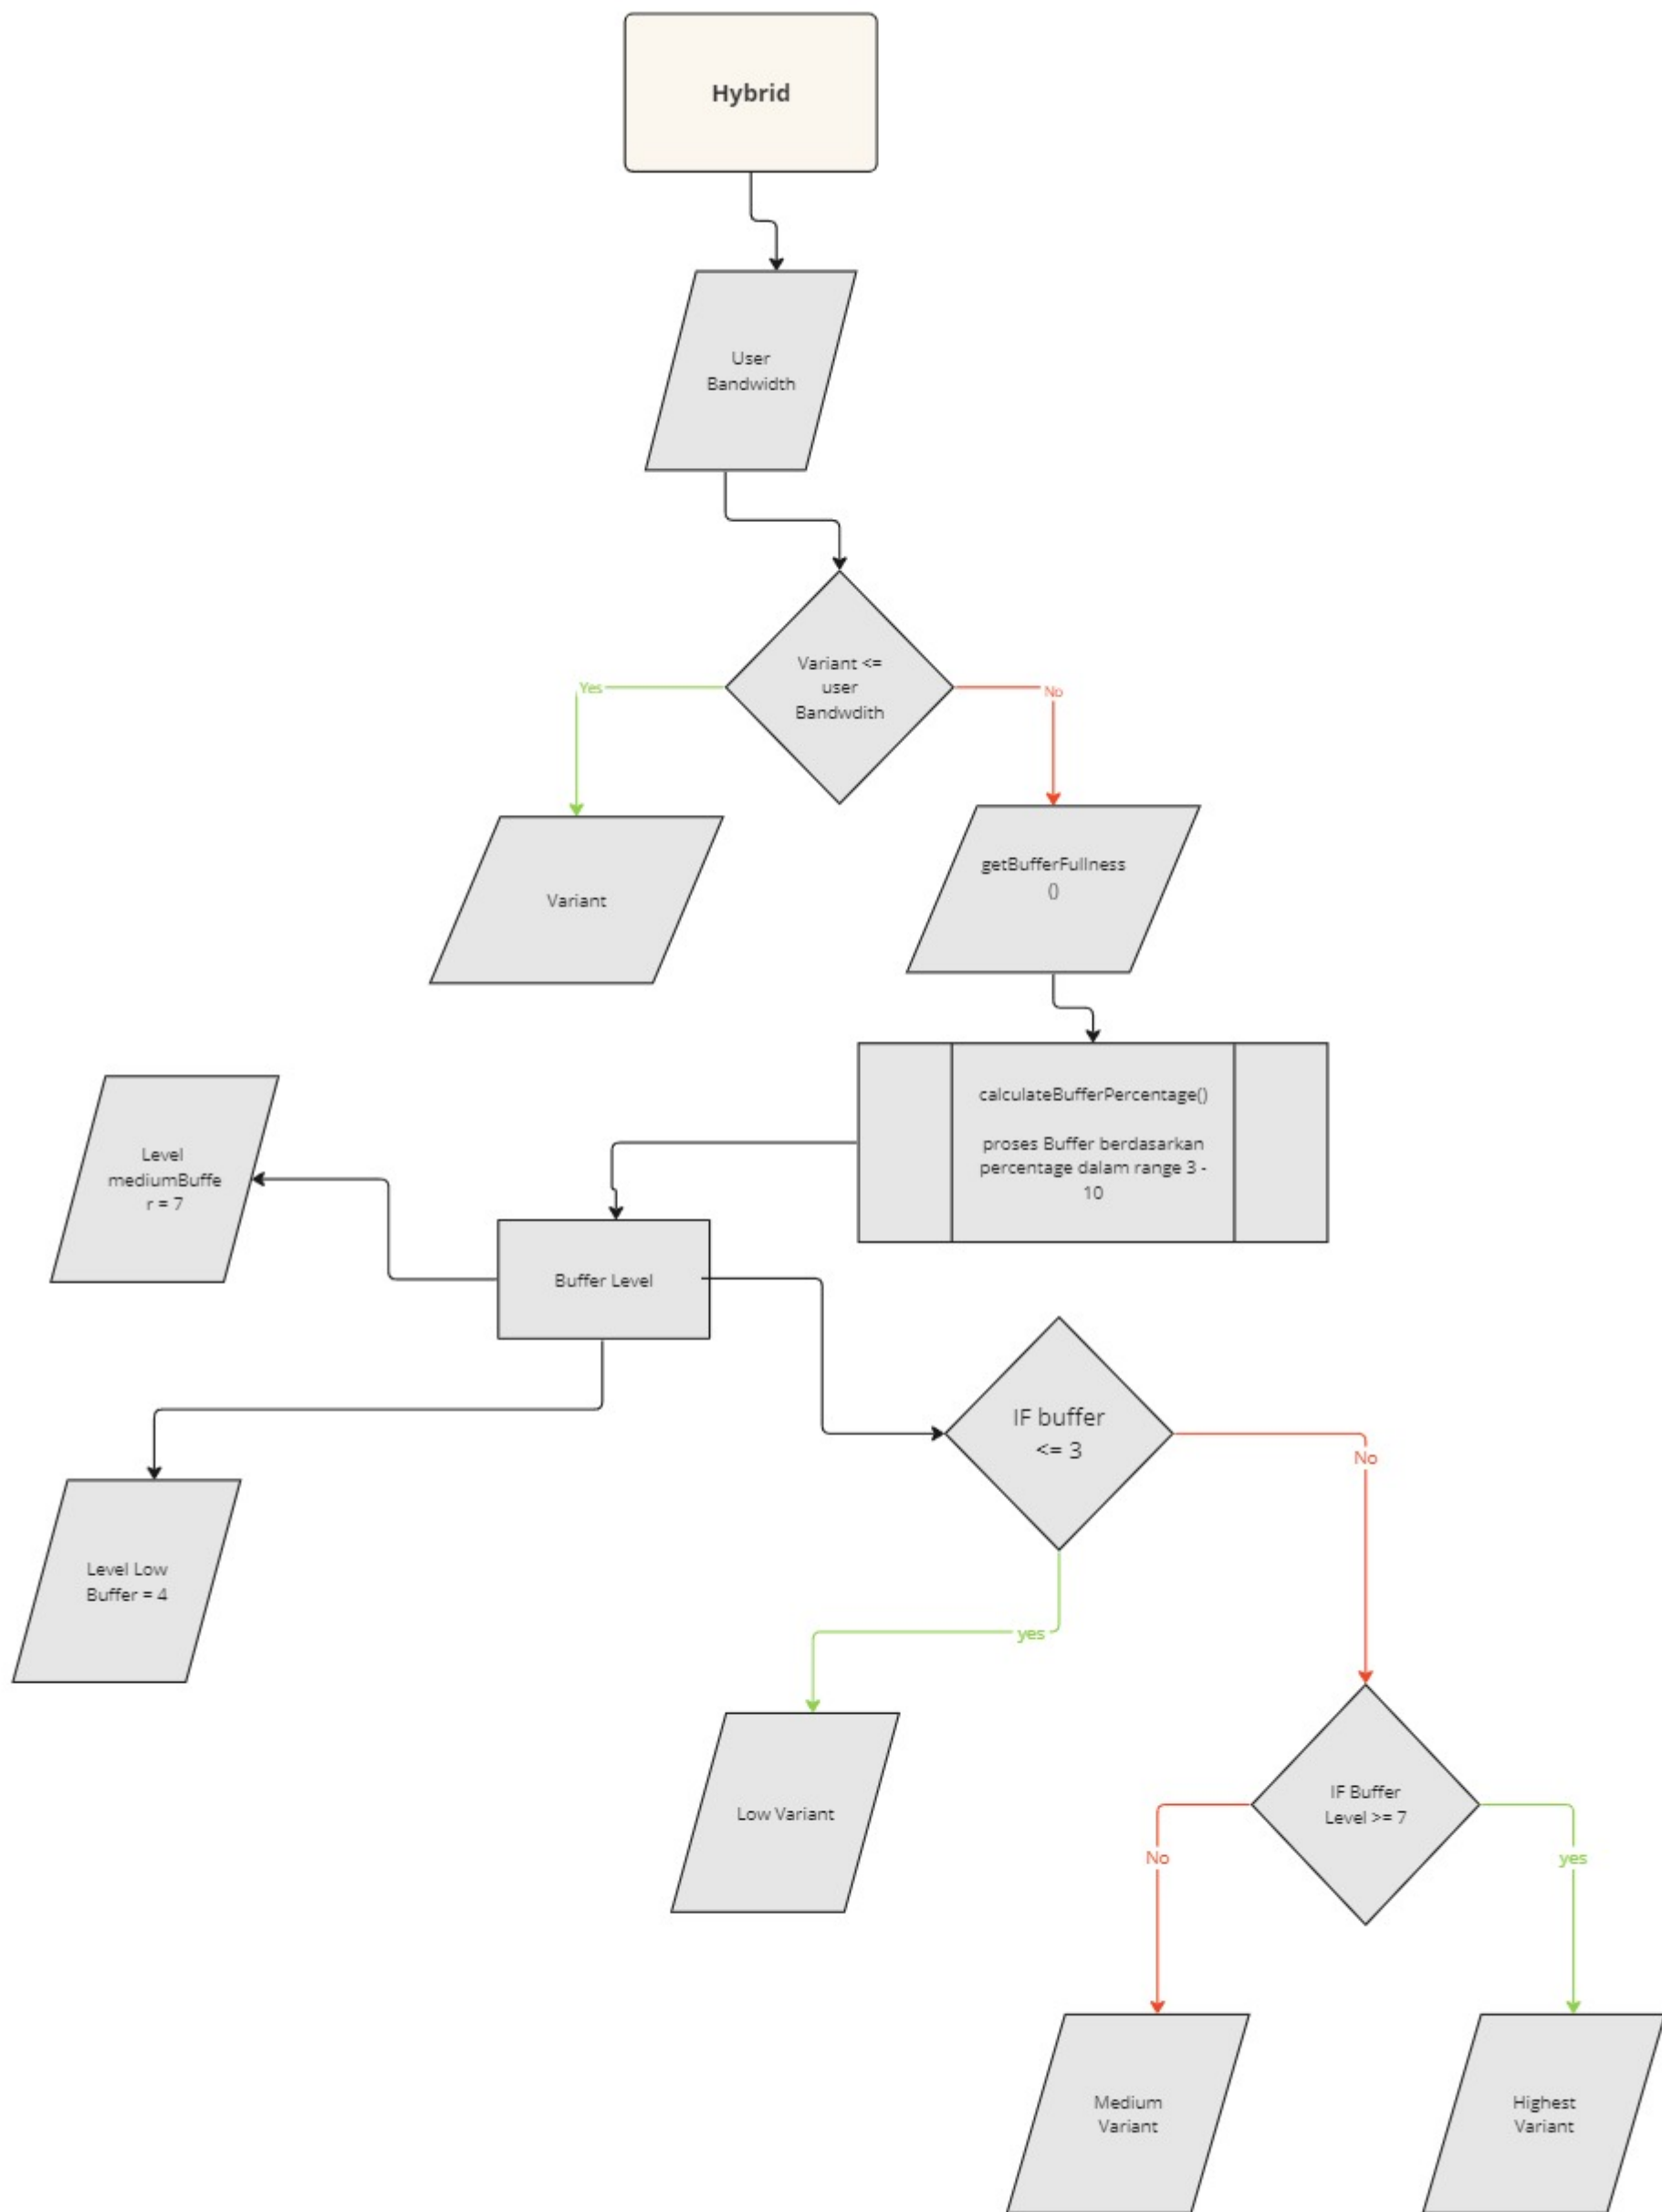 Hybrid
User
Bandwidth
Variant <=
user
Bandwdith
Yes
No
Variant
getBufferFullness
()
calculateBufferPercentage()
proses Buffer berdasarkan
percentage dalam range 3 -
10
Level
mediumBuffe
r = 7
Buffer Level
IF buffer
<= 3
No
Level Low
Buffer = 4
yes
Low Variant
IF Buffer
Level >= 7
No
yes
Medium
Variant
Highest
Variant